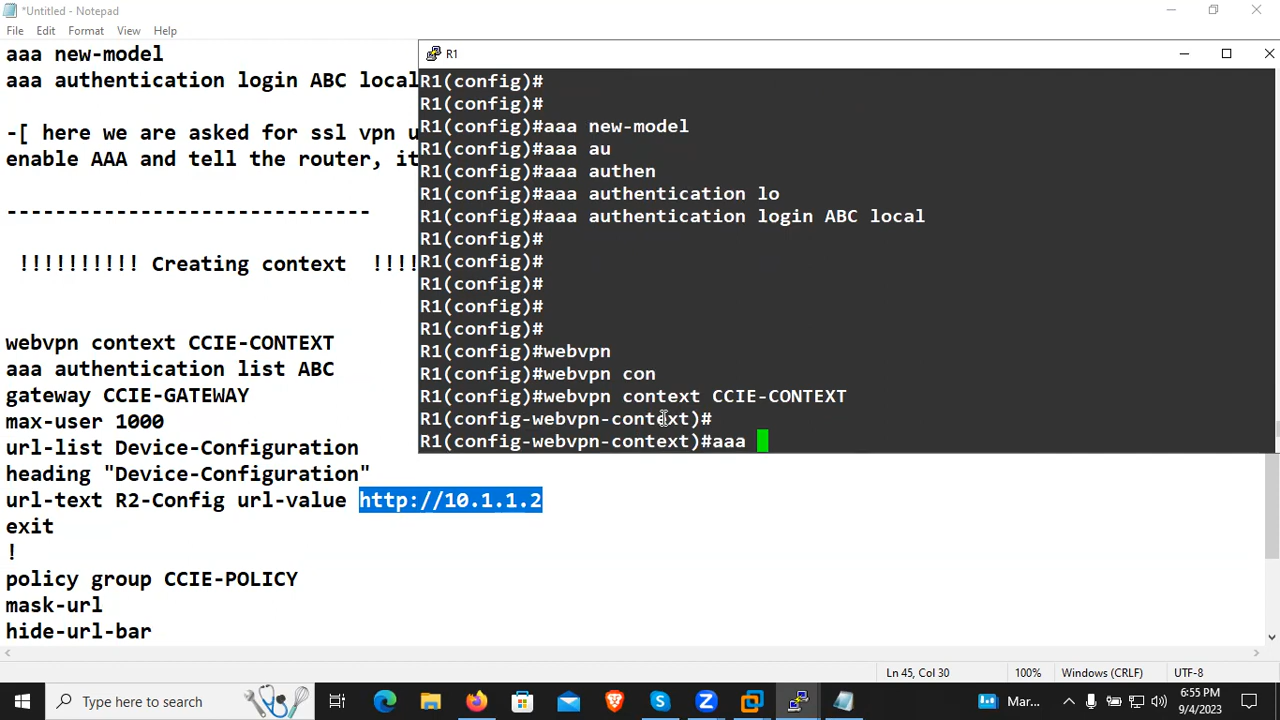 *Untitled - Notepad
File Edit Format View Help
aaa new-model
aaa authentication login ABC local
-[ here we are asked for ssl vpn u
enable AAA and tell the router, it
------------------------------
!!!!!!!!!! Creating context !!!!
webvpn context CCIE-CONTEXT
aaa authentication list ABC
gateway CCIE-GATEWAY
max-user 1000
url-list Device-Configuration
heading "Device-Configuration"
url-text R2-Config url-value http://10.1.1.2
exit
!
policy group CCIE-POLICY
mask-url
hide-url-bar
R1
R1(config)#
R1(config)#
R1(config)#aaa new-model
R1(config)#aaa au
R1(config)#aaa authen
R1(config)#aaa authentication lo
R1(config)#aaa authentication login ABC local
R1(config)#
R1(config)#
R1(config)#
R1(config)#
R1(config)#
R1(config)#webvpn
R1(config)#webvpn con
R1(config)#webvpn context CCIE-CONTEXT
R1(config-webvpn-context)#
R1(config-webvpn-context)#aaa
Ln 45, Col 30 100% Windows (CRLF) UTF-8
Type here to search
Mar...
6:55 PM
9/4/2023